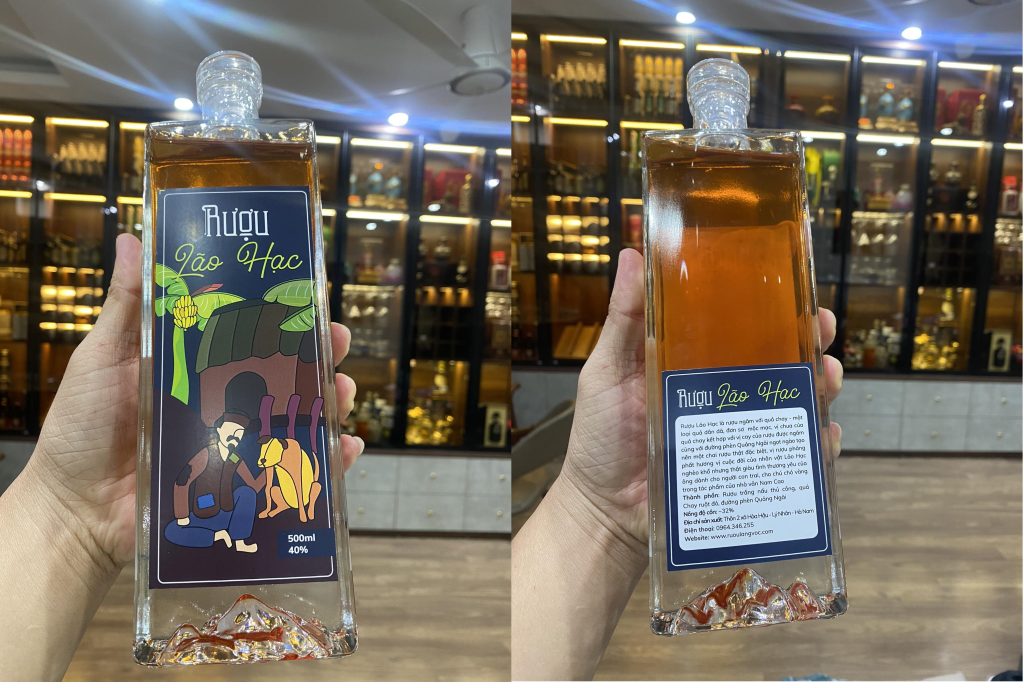 Rượu
Lão Hạc
500ml
40%
Rượu Lão Hạc
Rượu Lão Hạc là rượu ngâm với quả chay - một
loại quả dân dã, đơn sơ mộc mạc, vị chua của
quả chay kết hợp với vị cay của rượu được ngâm
cùng với đường phèn Quảng Ngãi ngọt ngào tạo
nên một chai rượu thật đặc biệt, vị rượu phảng
phất hương vị cuộc đời của nhân vật Lão Hạc
nghèo khổ nhưng thật giàu tình thương yêu của
ông dành cho người con trai, cho chú chó vàng
trong tác phẩm của nhà văn Nam Cao
Thành phần: Rượu trắng nấu thủ công, quả
Chay ruột đỏ, đường phèn Quảng Ngãi
Nồng độ cồn: ~32%
Địa chỉ sản xuất: Thôn 2 xã Hòa Hậu - Lý Nhân - Hà Nam
Điện thoại: 0964.346.255
Website: www.ruoulangvac.com